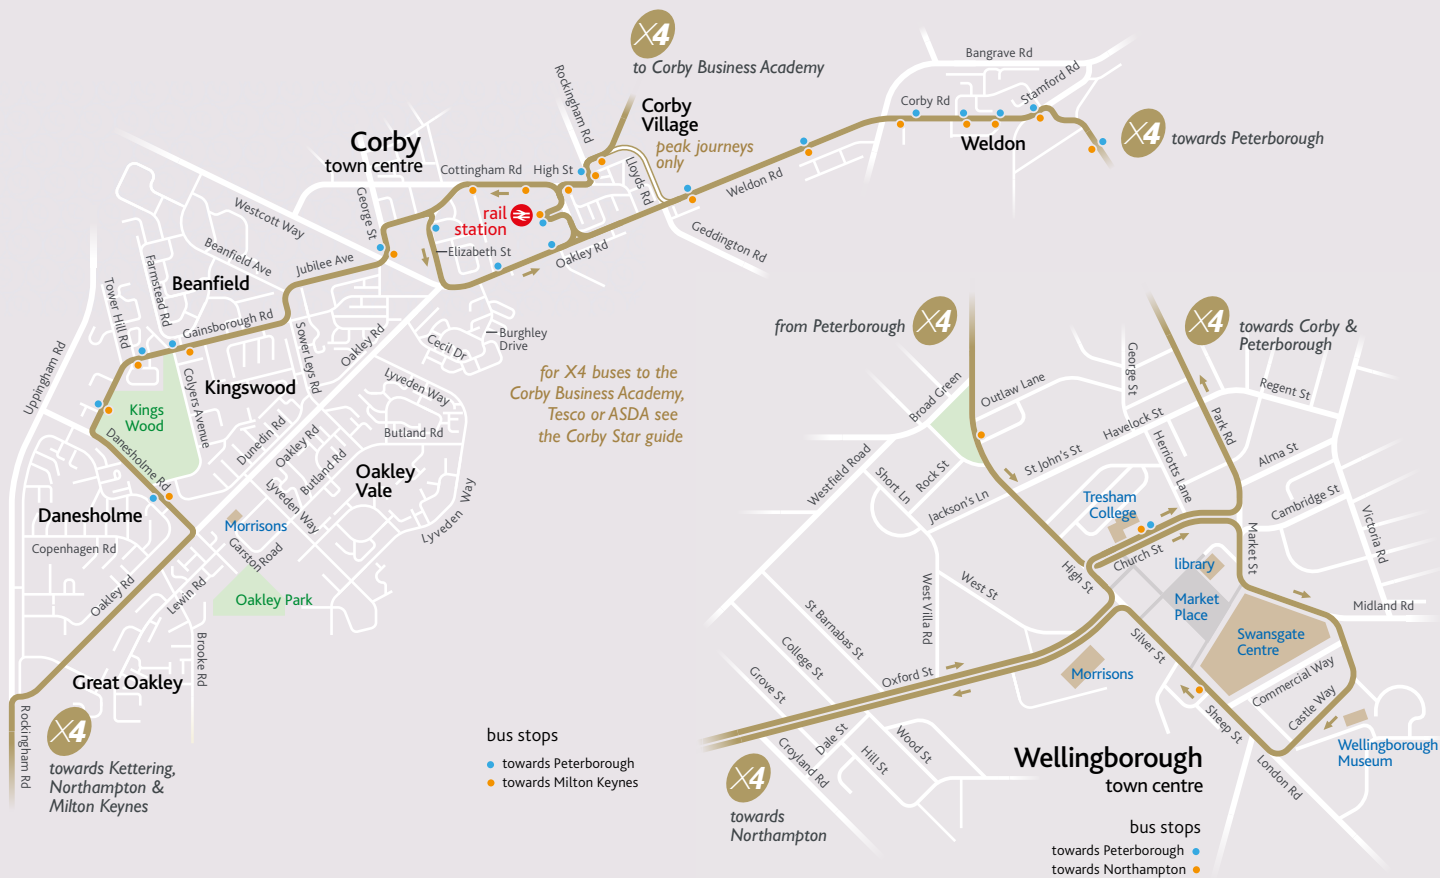 X4
to Corby Business Academy
Bangrave Rd
Stamford Rd
Corby Rd
Weldon
X4
towards Peterborough
Rockingham Rd
Corby
Village
peak journeys
only
Lloyds Rd
Weldon Rd
Geddington Rd
Corby
town centre
Cottingham Rd
High St
George St
rail
station
Elizabeth St
Oakley Rd
Westcott Way
Beanfield Ave
Jubilee Ave
Beanfield
Farmstead Rd
Tower Hill Rd
Gainsborough Rd
Sower Leys Rd
Oakley Rd
Cecil Dr
Burghley
Drive
Uppingham Rd
Kingswood
Colyers Avenue
Kings
Wood
Lyveden Way
for X4 buses to the
Corby Business Academy,
Tesco or ASDA see
the Corby Star guide
Danesholme Rd
Dunedin Rd
Oakley Rd
Butland Rd
Butland Rd
Oakley
Vale
Lyveden Way
Lyveden Way
Danesholme
Morrisons
Copenhagen Rd
Garston Road
Oakley Rd
Lewin Rd
Oakley Park
Brooke Rd
Great Oakley
X4
Rockingham Rd
towards Kettering,
Northampton &
Milton Keynes
bus stops
towards Peterborough
towards Milton Keynes
from Peterborough
X4
X4
towards Corby &
Peterborough
Broad Green
Outlaw Lane
George St
Regent St
Park Rd
Havelock St
St John's St
Herriotts Lane
Alma St
Westfield Road
Short Ln
Rock St
Jackson's Ln
Tresham
College
Cambridge St
Victoria Rd
Market St
Church St
High St
library
Market
Place
West Villa Rd
West St
Midland Rd
St Barnabas St
Swansgate
Centre
Silver St
College St
Grove St
Oxford St
Morrisons
Commercial Way
Castle Way
Sheep St
Dale St
Croyland Rd
Hill St
Wood St
Wellingborough
Museum
London Rd
Wellingborough
town centre
X4
towards
Northampton
bus stops
towards Peterborough
towards Northampton